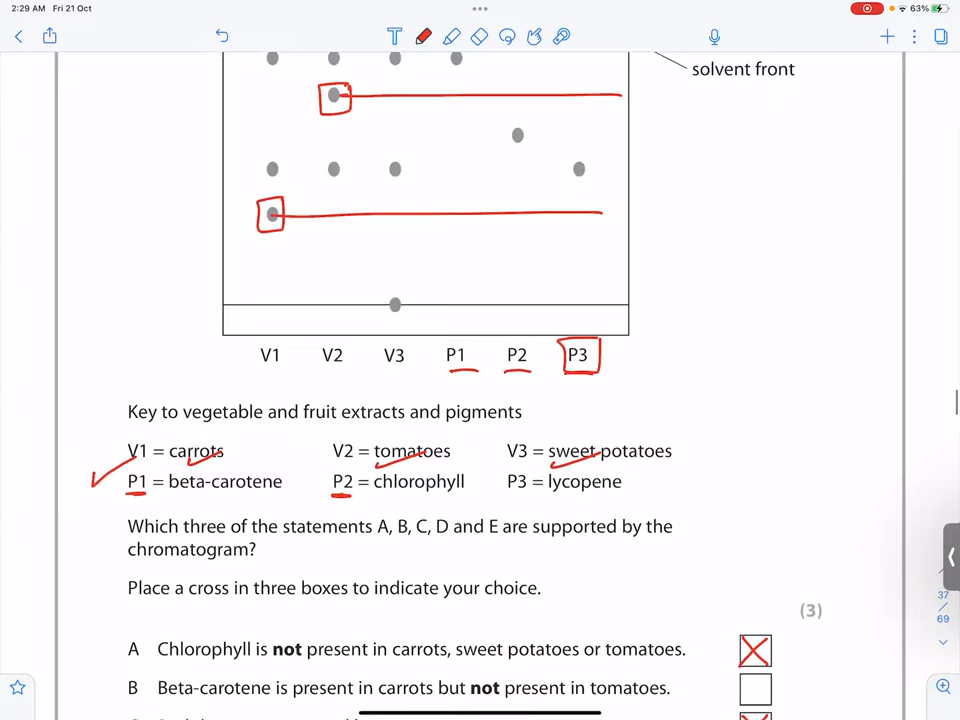 2:29 AM Fri 21 Oct
63%
T
solvent front
V1 V2 V3 P1 P2 P3
Key to vegetable and fruit extracts and pigments
V1 = carrots V2 = tomatoes V3 = sweet potatoes
P1 = beta-carotene P2 = chlorophyll P3 = lycopene
Which three of the statements A, B, C, D and E are supported by the
chromatogram?
Place a cross in three boxes to indicate your choice.
(3)
37
/
69
A Chlorophyll is not present in carrots, sweet potatoes or tomatoes.
B Beta-carotene is present in carrots but not present in tomatoes.